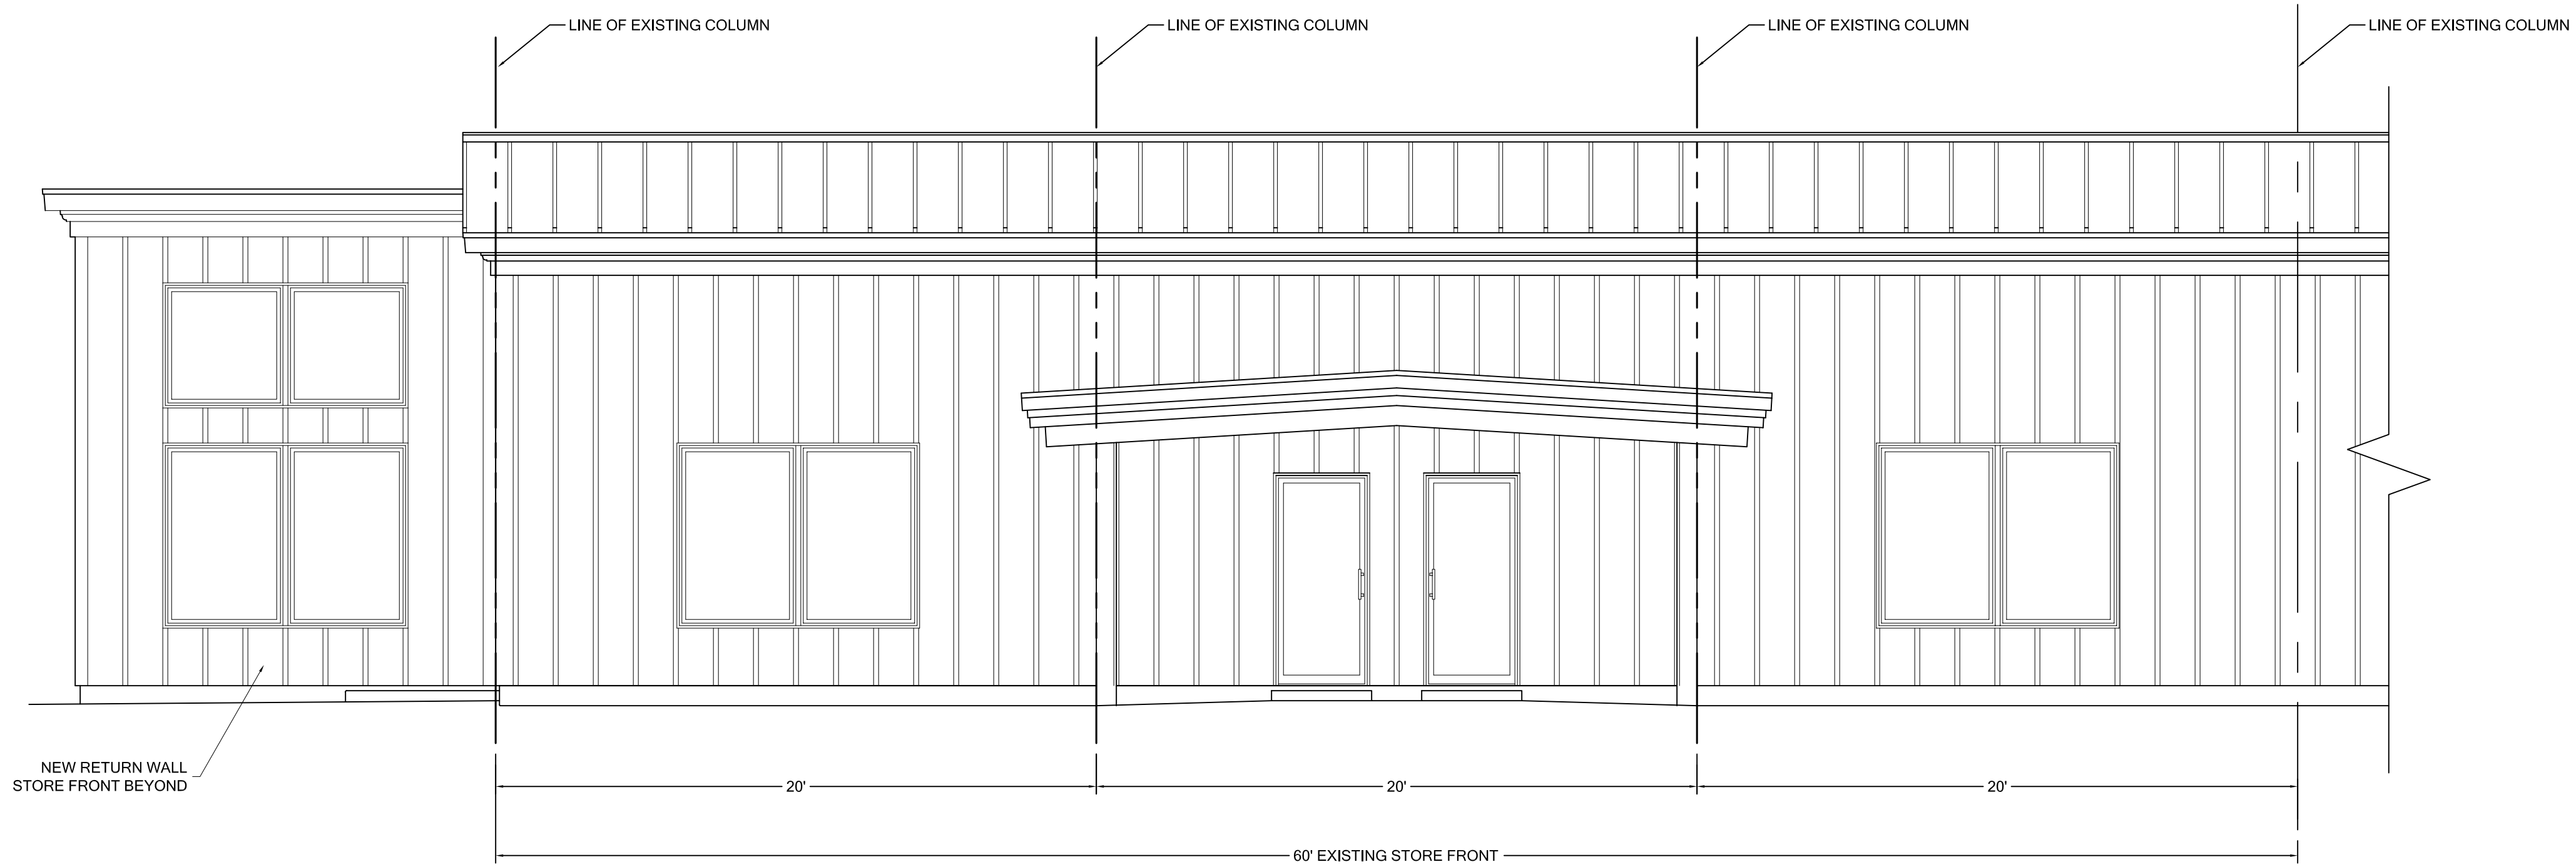 LINE OF EXISTING COLUMN
LINE OF EXISTING COLUMN
LINE OF EXISTING COLUMN
LINE OF EXISTING COLUMN
NEW RETURN WALL
STORE FRONT BEYOND
20'
20'
20'
60' EXISTING STORE FRONT